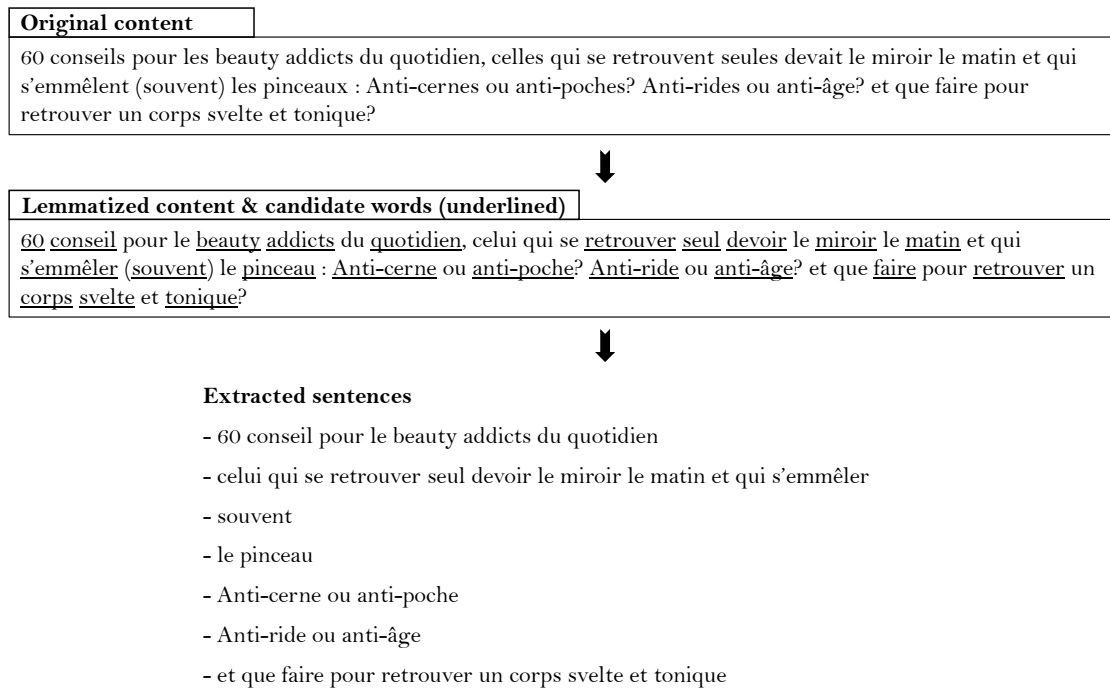 Original content
60 conseils pour les beauty addicts du quotidien, celles qui se retrouvent seules devait le miroir le matin et qui
s'emmêlent (souvent) les pinceaux : Anti-cernes ou anti-poches? Anti-rides ou anti-âge? et que faire pour
retrouver un corps svelte et tonique?
Lemmatized content & candidate words (underlined)
60 conseil pour le beauty addicts du quotidien, celui qui se retrouver seul devoir le miroir le matin et qui
s'emmêler (souvent) le pinceau : Anti-cerne ou anti-poche? Anti-ride ou anti-âge? et que faire pour retrouver un
corps svelte et tonique?
Extracted sentences
- 60 conseil pour le beauty addicts du quotidien
- celui qui se retrouver seul devoir le miroir le matin et qui s'emmêler
- souvent
- le pinceau
- Anti-cerne ou anti-poche
- Anti-ride ou anti-âge
- et que faire pour retrouver un corps svelte et tonique